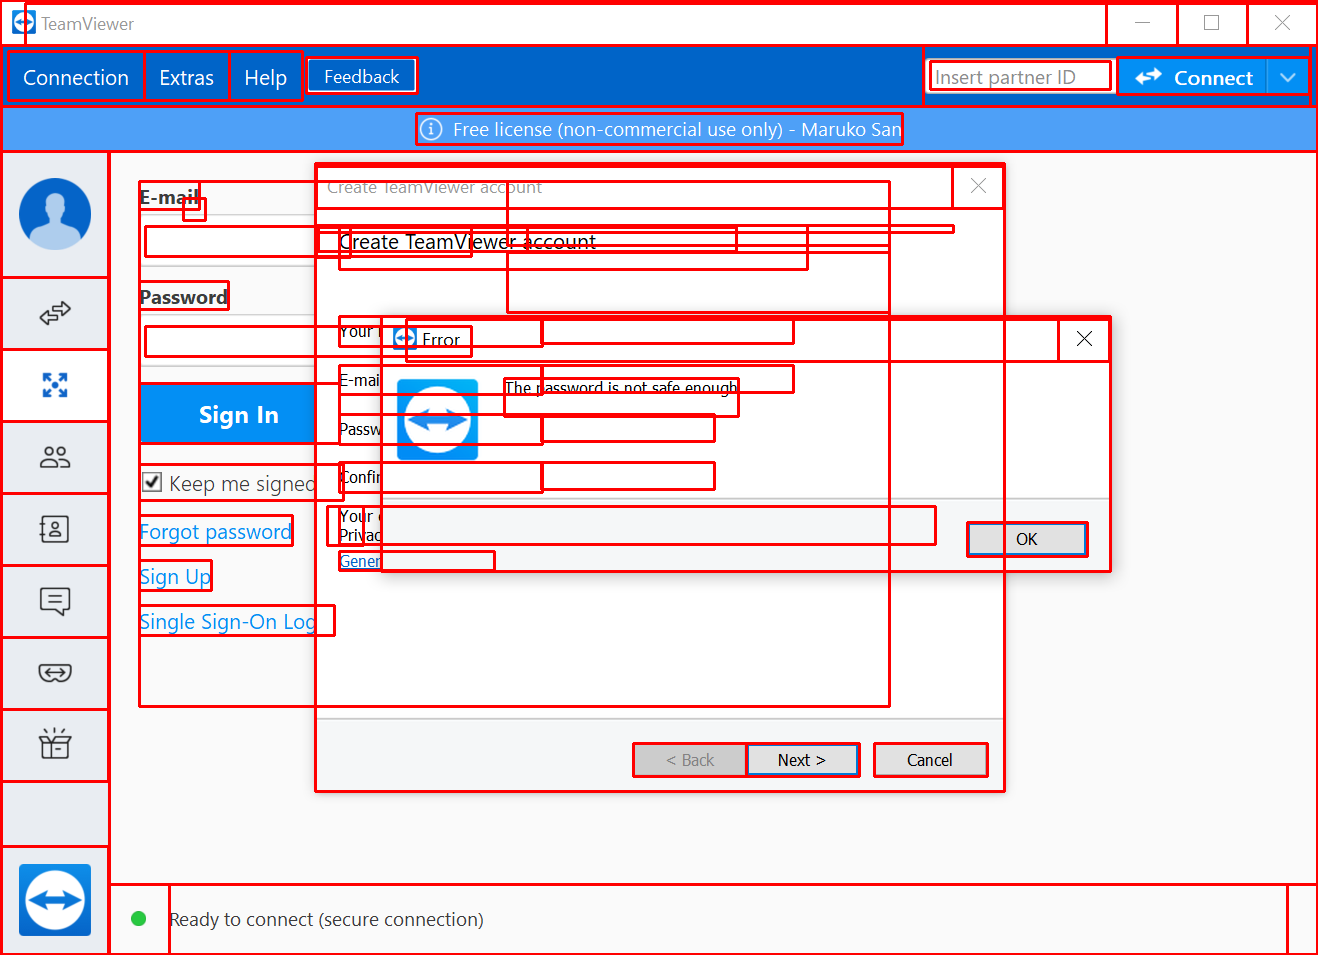 TeamViewer
Connection Extras Help Feedback Insert partner ID Connect
Free license (non-commercial use only) - Maruko San
E-mail
Password
Sign In
Keep me signed
Forgot password
Sign Up
Single Sign-On Log
Create TeamViewer account
Create TeamViewer account
Your
E-mai
Passw
Confir
Your
Privac
Gener
< Back Next > Cancel
Error
The password is not safe enough
OK
Ready to connect (secure connection)